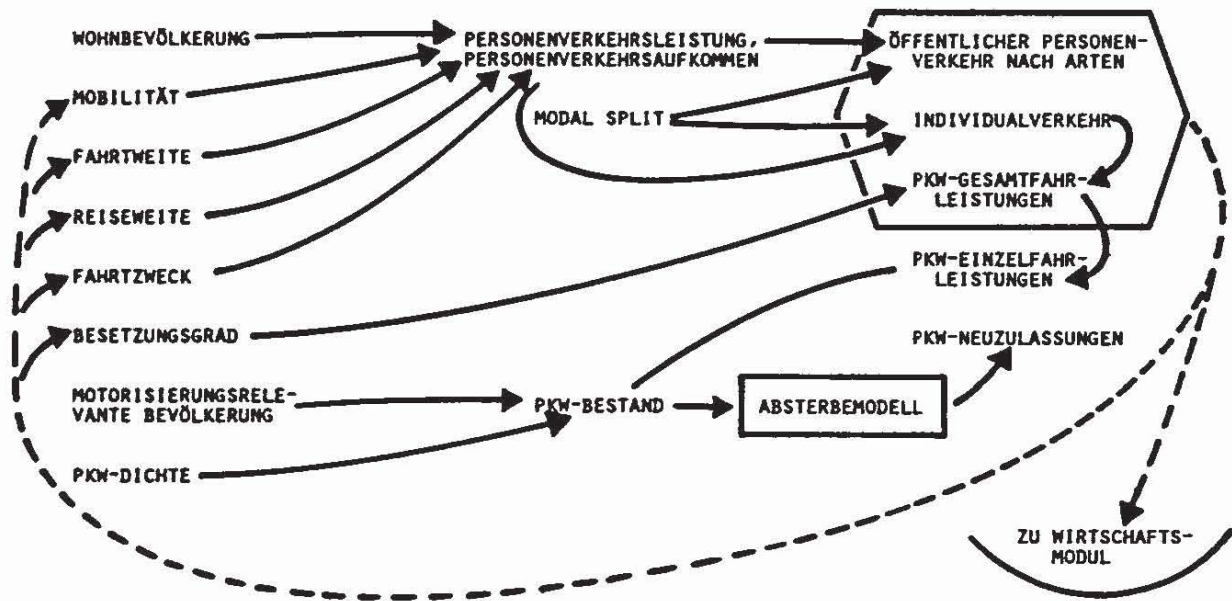 WOHNBEVÖLKERUNG
MOBILITÄT
FAHRTWEITE
REISEWEITE
FAHRTZWECK
BESETZUNGSGRAD
MOTORISIERUNGSRELE-
VANTE BEVÖLKERUNG
PKW-DICHTE
PERSONENVERKEHRSLEISTUNG,
PERSONENVERKEHRSAUFKOMMEN
MODAL SPLIT
PKW-BESTAND
ABSTERBEMODELL
ÖFFENTLICHER PERSONEN-
VERKEHR NACH ARTEN
INDIVIDUALVERKEHR
PKW-GESAMTFAHR-
LEISTUNGEN
PKW-EINZELFAHR-
LEISTUNGEN
PKW-NEUZULASSUNGEN
ZU WIRTSCHAFTS-
MODUL